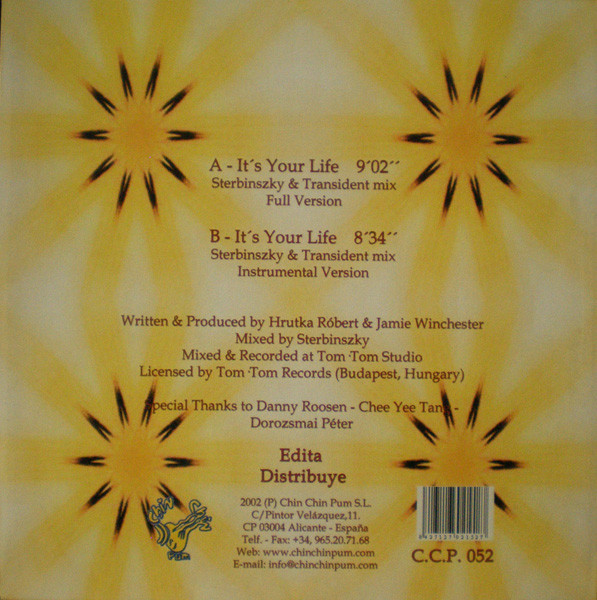 A - It´s Your Life 9´02´´
Sterbinszky & Transident mix
Full Version
B - It´s Your Life 8´34´´
Sterbinszky & Transident mix
Instrumental Version
Written & Produced by Hrutka Róbert & Jamie Winchester
Mixed by Sterbinszky
Mixed & Recorded at Tom·Tom Studio
Licensed by Tom·Tom Records (Budapest, Hungary)
Special Thanks to Danny Roosen - Chee Yee Tang -
Dorozsmai Péter
Edita
Distribuye
2002 (P) Chin Chin Pum S.L.
C/Pintor Velázquez,11.
CP 03004 Alicante - España
Telf. - Fax: +34, 965.20.71.68
Web: www.chinchinpum.com
E-mail: info@chinchinpum.com
Chin
Pum
C.C.P. 052